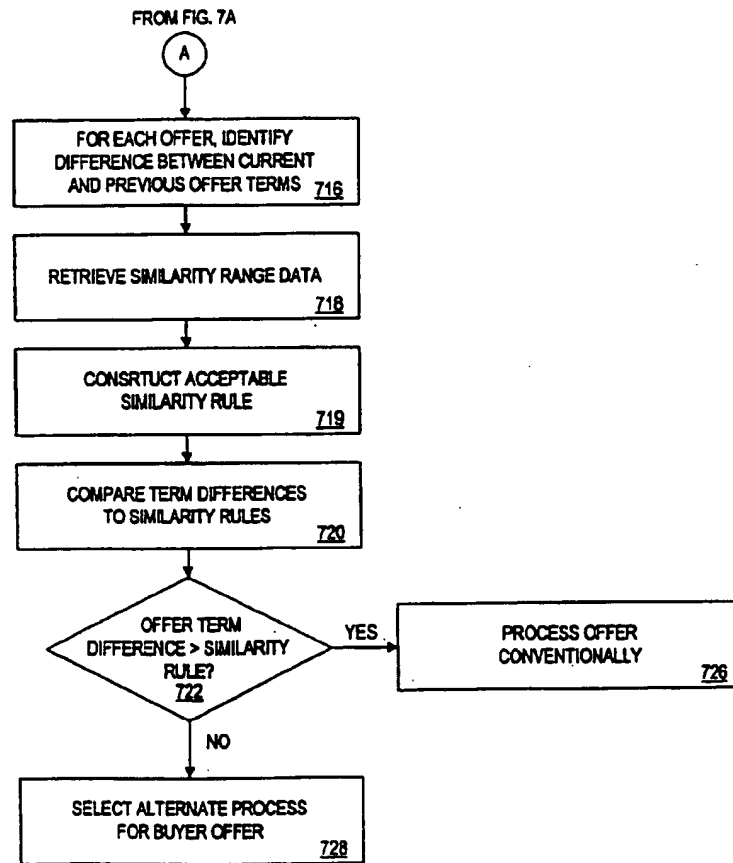 FROM FIG. 7A
A
FOR EACH OFFER, IDENTIFY
DIFFERENCE BETWEEN CURRENT
AND PREVIOUS OFFER TERMS
716
RETRIEVE SIMILARITY RANGE DATA
718
CONSRTUCT ACCEPTABLE
SIMILARITY RULE
719
COMPARE TERM DIFFERENCES
TO SIMILARITY RULES
720
OFFER TERM
DIFFERENCE > SIMILARITY
RULE?
722
YES
PROCESS OFFER
CONVENTIONALLY
726
NO
SELECT ALTERNATE PROCESS
FOR BUYER OFFER
728